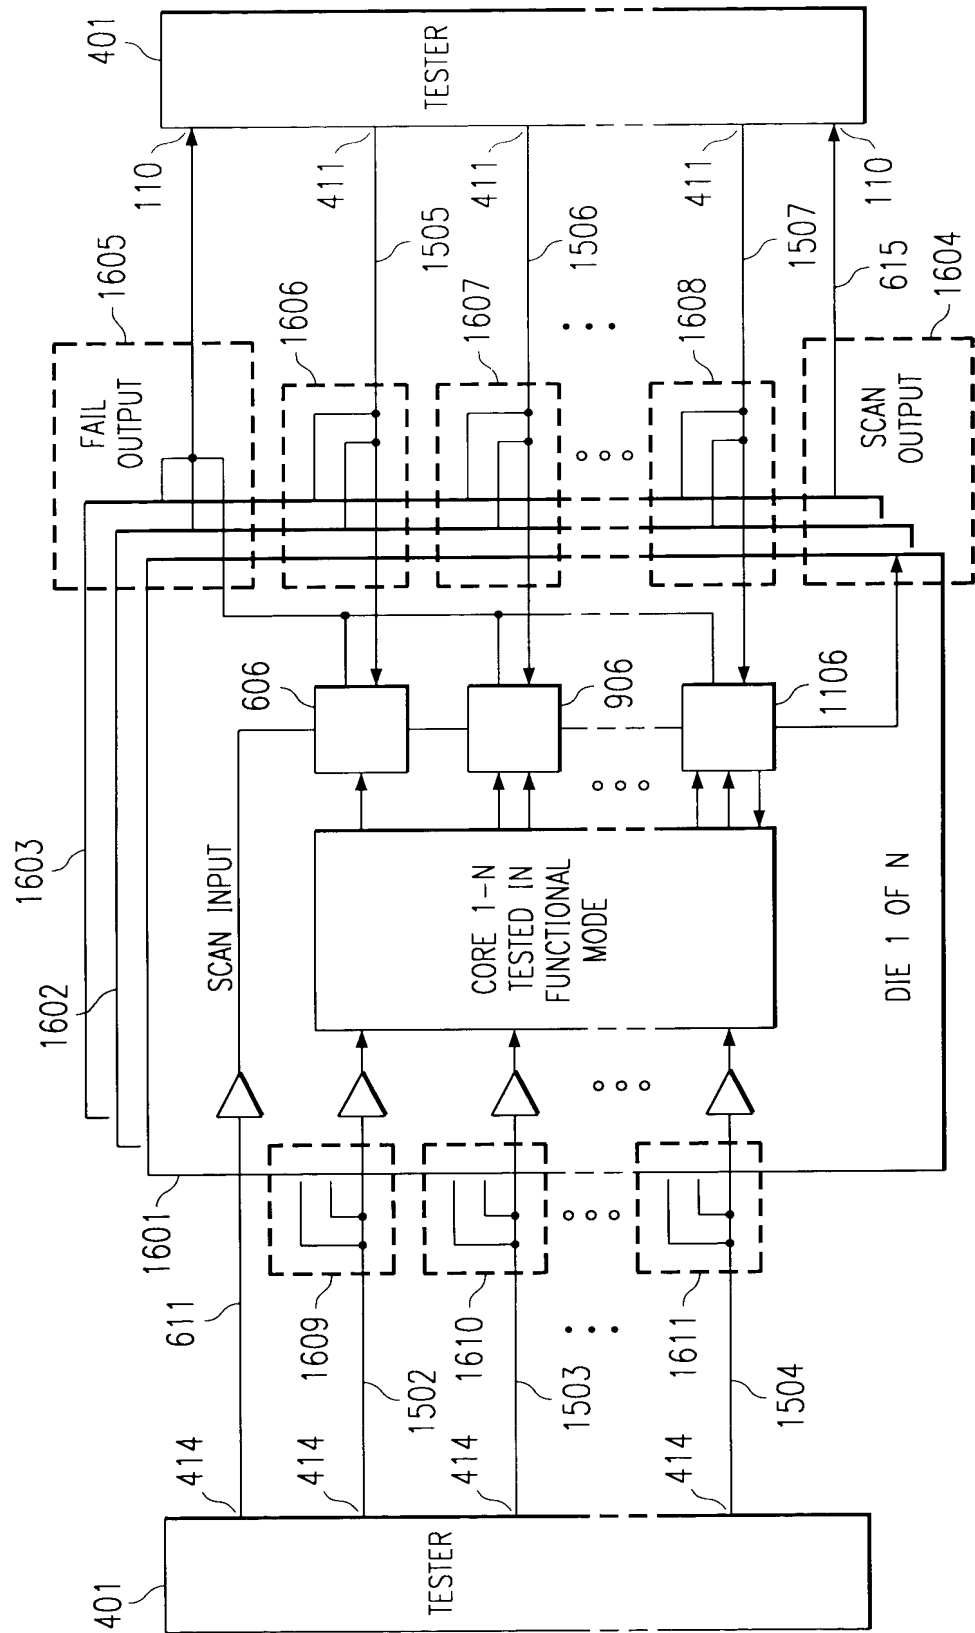 401
TESTER
414
611
414
1502
1609
414
1503
1610
414
1504
1611
1601
1602
1603
SCAN INPUT
CORE 1-N
TESTED IN
FUNCTIONAL
MODE
DIE 1 OF N
606
906
1106
FAIL
OUTPUT
1605
1606
1607
1608
SCAN
OUTPUT
1604
110
411
1505
411
1506
411
1507
615
110
401
TESTER